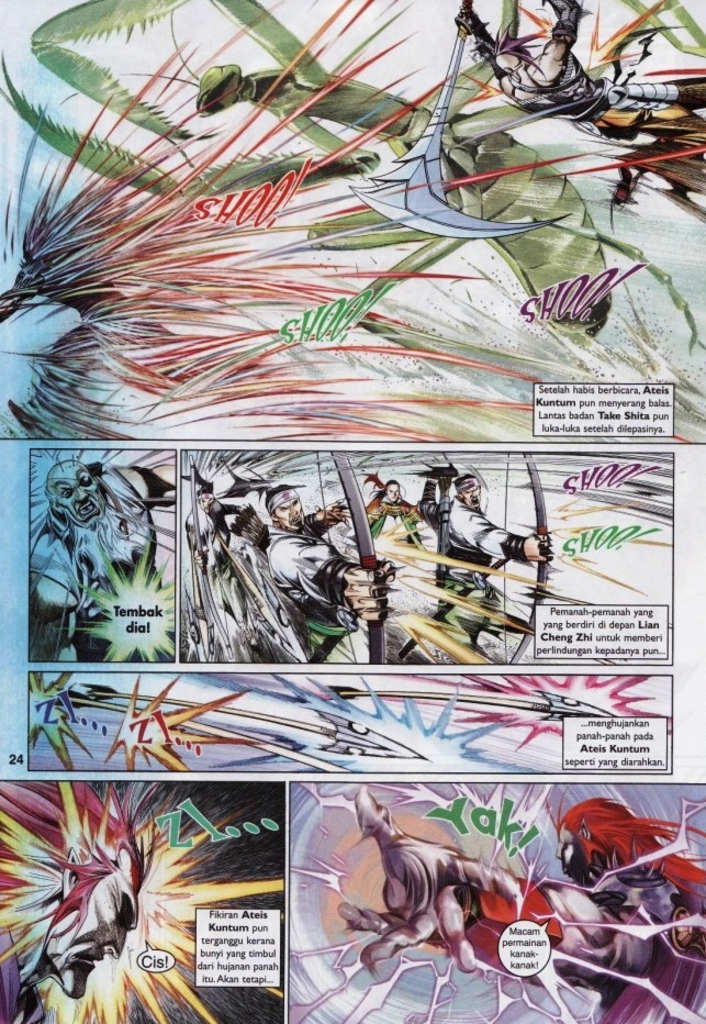 SHOO!
SHOO!
SHOO!
Setelah habis berbicara, Ateis
Kuntum pun menyerang balas.
Lantas badan Take Shita pun
luka-luka setelah dilepasinya.
Tembak
dia!
SHOO!
SHOO!
Pemanah-pemanah yang
yang berdiri di depan Lian
Cheng Zhi untuk memberi
perlindungan kepadanya pun...
ZI...
ZI...
...menghujankan
panah-panah pada
Ateis Kuntum
seperti yang diarahkan.
24
ZI...
Fikiran Ateis
Kuntum pun
terganggu kerana
bunyi yang timbul
dari hujanan panah
itu. Akan tetapi...
Cis!
Yak!
Macam
permainan
kanak-
kanak!